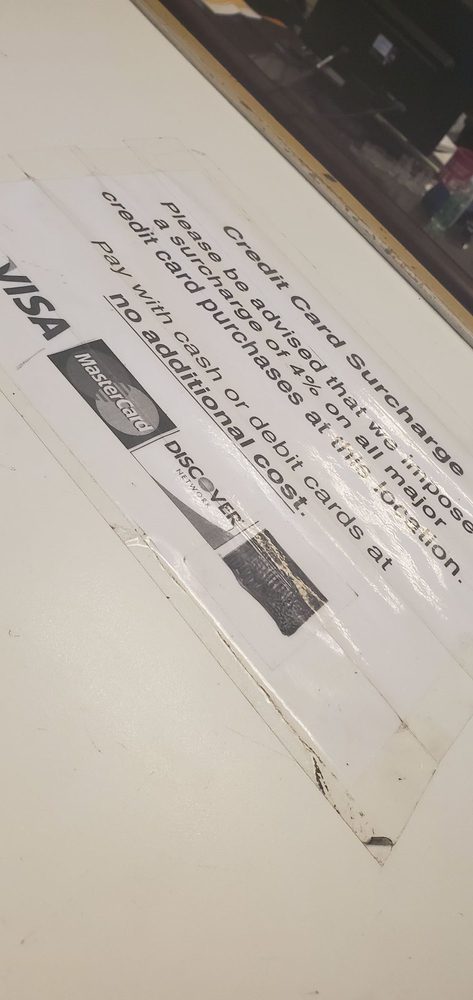 Credit Card Surcharge
Please be advised that we impose
a surcharge of 4% on all major
credit card purchases at this location.
Pay with cash or debit cards at
no additional cost.
VISA
MasterCard
DISCOVER
NETWORK